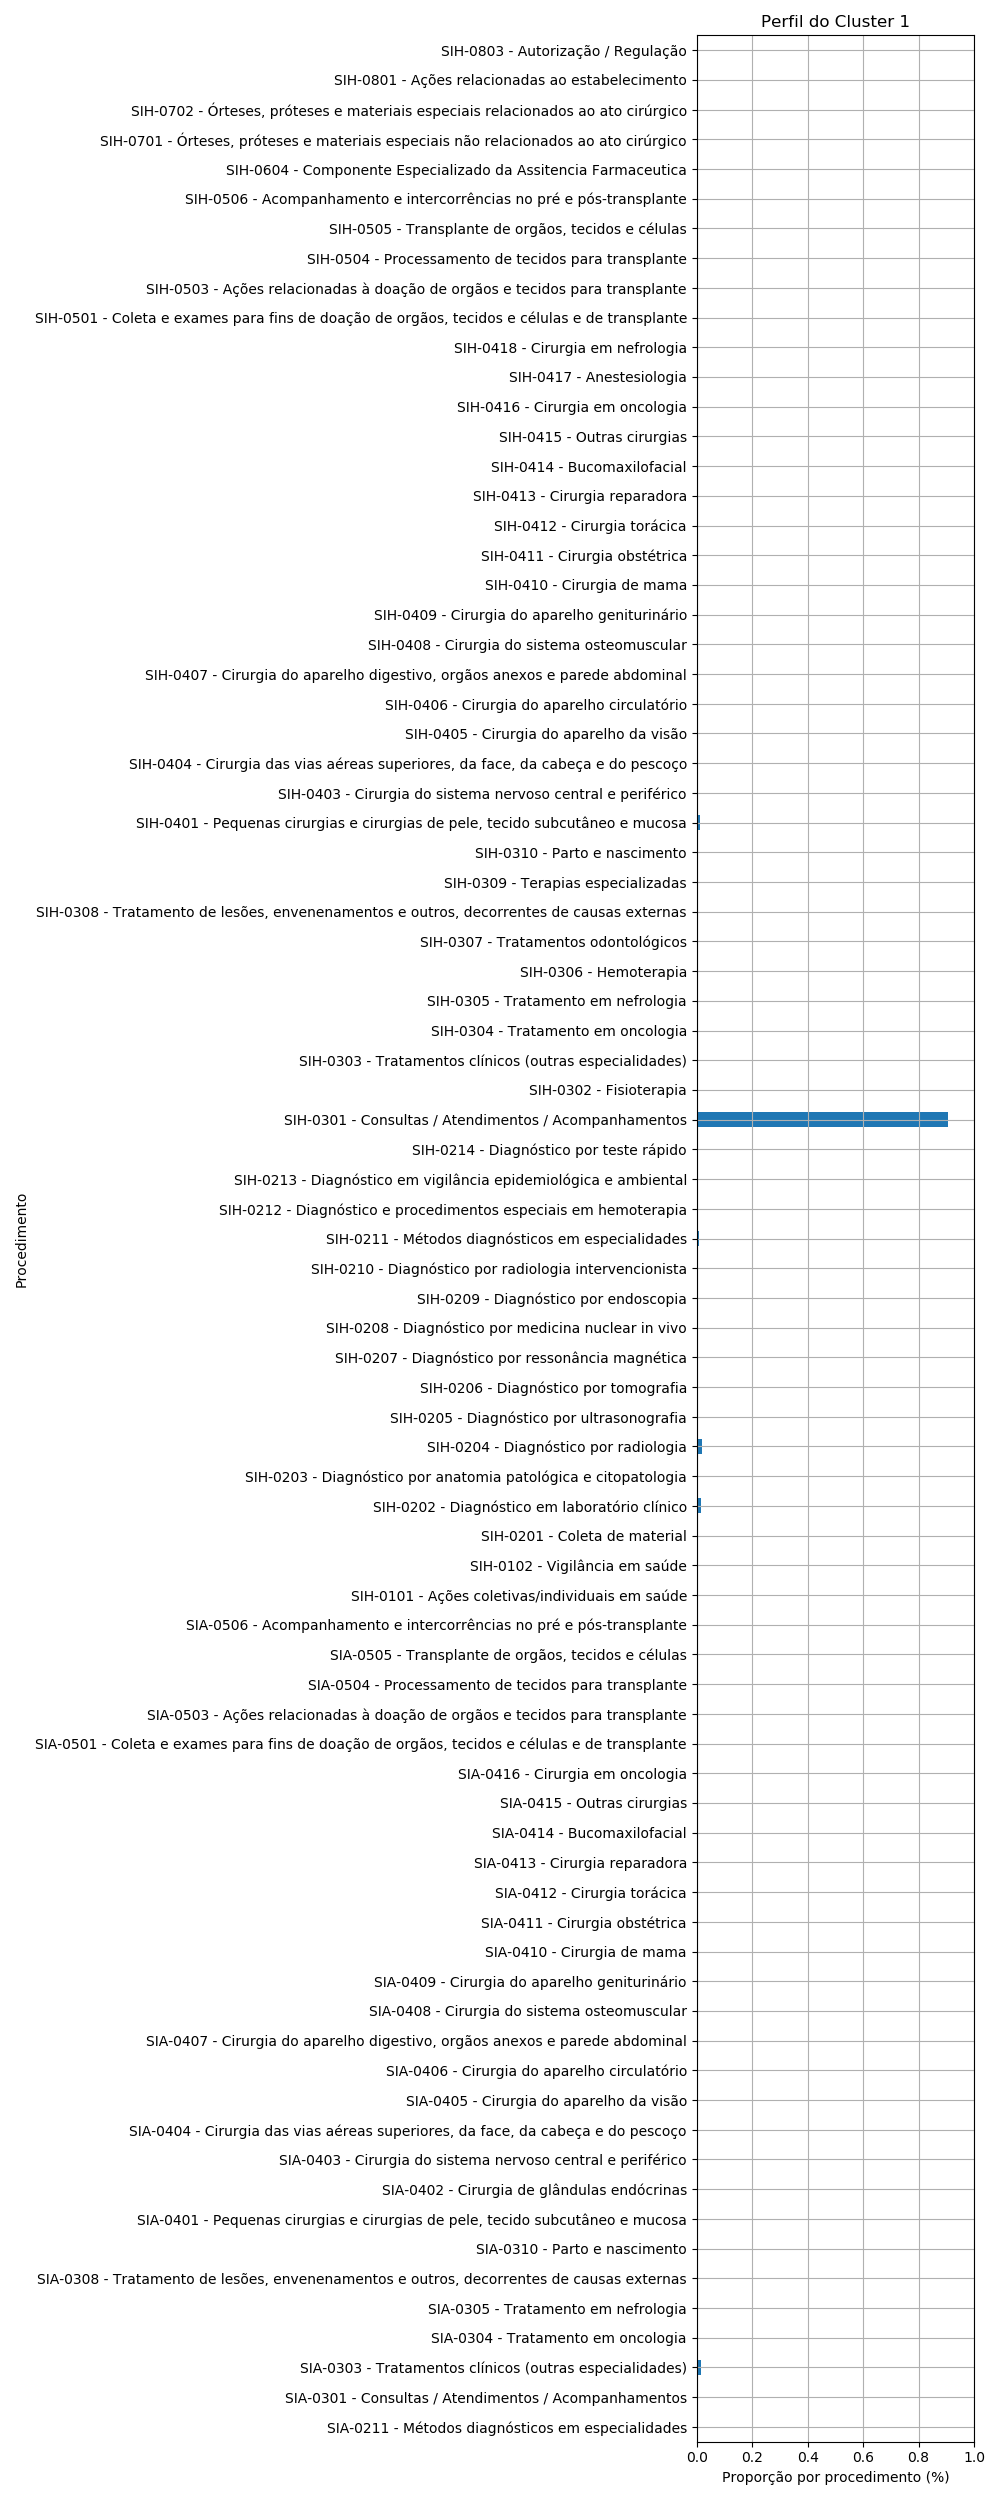 Perfil do Cluster 1
SIH-0803 - Autorização / Regulação
SIH-0801 - Ações relacionadas ao estabelecimento
SIH-0702 - Órteses, próteses e materiais especiais relacionados ao ato cirúrgico
SIH-0701 - Órteses, próteses e materiais especiais não relacionados ao ato cirúrgico
SIH-0604 - Componente Especializado da Assitencia Farmaceutica
SIH-0506 - Acompanhamento e intercorrências no pré e pós-transplante
SIH-0505 - Transplante de orgãos, tecidos e células
SIH-0504 - Processamento de tecidos para transplante
SIH-0503 - Ações relacionadas à doação de orgãos e tecidos para transplante
SIH-0501 - Coleta e exames para fins de doação de orgãos, tecidos e células e de transplante
SIH-0418 - Cirurgia em nefrologia
SIH-0417 - Anestesiologia
SIH-0416 - Cirurgia em oncologia
SIH-0415 - Outras cirurgias
SIH-0414 - Bucomaxilofacial
SIH-0413 - Cirurgia reparadora
SIH-0412 - Cirurgia torácica
SIH-0411 - Cirurgia obstétrica
SIH-0410 - Cirurgia de mama
SIH-0409 - Cirurgia do aparelho geniturinário
SIH-0408 - Cirurgia do sistema osteomuscular
SIH-0407 - Cirurgia do aparelho digestivo, orgãos anexos e parede abdominal
SIH-0406 - Cirurgia do aparelho circulatório
SIH-0405 - Cirurgia do aparelho da visão
SIH-0404 - Cirurgia das vias aéreas superiores, da face, da cabeça e do pescoço
SIH-0403 - Cirurgia do sistema nervoso central e periférico
SIH-0401 - Pequenas cirurgias e cirurgias de pele, tecido subcutâneo e mucosa
SIH-0310 - Parto e nascimento
SIH-0309 - Terapias especializadas
SIH-0308 - Tratamento de lesões, envenenamentos e outros, decorrentes de causas externas
SIH-0307 - Tratamentos odontológicos
SIH-0306 - Hemoterapia
SIH-0305 - Tratamento em nefrologia
SIH-0304 - Tratamento em oncologia
SIH-0303 - Tratamentos clínicos (outras especialidades)
SIH-0302 - Fisioterapia
SIH-0301 - Consultas / Atendimentos / Acompanhamentos
SIH-0214 - Diagnóstico por teste rápido
SIH-0213 - Diagnóstico em vigilância epidemiológica e ambiental
SIH-0212 - Diagnóstico e procedimentos especiais em hemoterapia
SIH-0211 - Métodos diagnósticos em especialidades
SIH-0210 - Diagnóstico por radiologia intervencionista
SIH-0209 - Diagnóstico por endoscopia
SIH-0208 - Diagnóstico por medicina nuclear in vivo
SIH-0207 - Diagnóstico por ressonância magnética
SIH-0206 - Diagnóstico por tomografia
SIH-0205 - Diagnóstico por ultrasonografia
SIH-0204 - Diagnóstico por radiologia
SIH-0203 - Diagnóstico por anatomia patológica e citopatologia
SIH-0202 - Diagnóstico em laboratório clínico
SIH-0201 - Coleta de material
SIH-0102 - Vigilância em saúde
SIH-0101 - Ações coletivas/individuais em saúde
SIA-0506 - Acompanhamento e intercorrências no pré e pós-transplante
SIA-0505 - Transplante de orgãos, tecidos e células
SIA-0504 - Processamento de tecidos para transplante
SIA-0503 - Ações relacionadas à doação de orgãos e tecidos para transplante
SIA-0501 - Coleta e exames para fins de doação de orgãos, tecidos e células e de transplante
SIA-0416 - Cirurgia em oncologia
SIA-0415 - Outras cirurgias
SIA-0414 - Bucomaxilofacial
SIA-0413 - Cirurgia reparadora
SIA-0412 - Cirurgia torácica
SIA-0411 - Cirurgia obstétrica
SIA-0410 - Cirurgia de mama
SIA-0409 - Cirurgia do aparelho geniturinário
SIA-0408 - Cirurgia do sistema osteomuscular
SIA-0407 - Cirurgia do aparelho digestivo, orgãos anexos e parede abdominal
SIA-0406 - Cirurgia do aparelho circulatório
SIA-0405 - Cirurgia do aparelho da visão
SIA-0404 - Cirurgia das vias aéreas superiores, da face, da cabeça e do pescoço
SIA-0403 - Cirurgia do sistema nervoso central e periférico
SIA-0402 - Cirurgia de glândulas endócrinas
SIA-0401 - Pequenas cirurgias e cirurgias de pele, tecido subcutâneo e mucosa
SIA-0310 - Parto e nascimento
SIA-0308 - Tratamento de lesões, envenenamentos e outros, decorrentes de causas externas
SIA-0305 - Tratamento em nefrologia
SIA-0304 - Tratamento em oncologia
SIA-0303 - Tratamentos clínicos (outras especialidades)
SIA-0301 - Consultas / Atendimentos / Acompanhamentos
SIA-0211 - Métodos diagnósticos em especialidades
Procedimento
0.0 0.2 0.4 0.6 0.8 1.0
Proporção por procedimento (%)